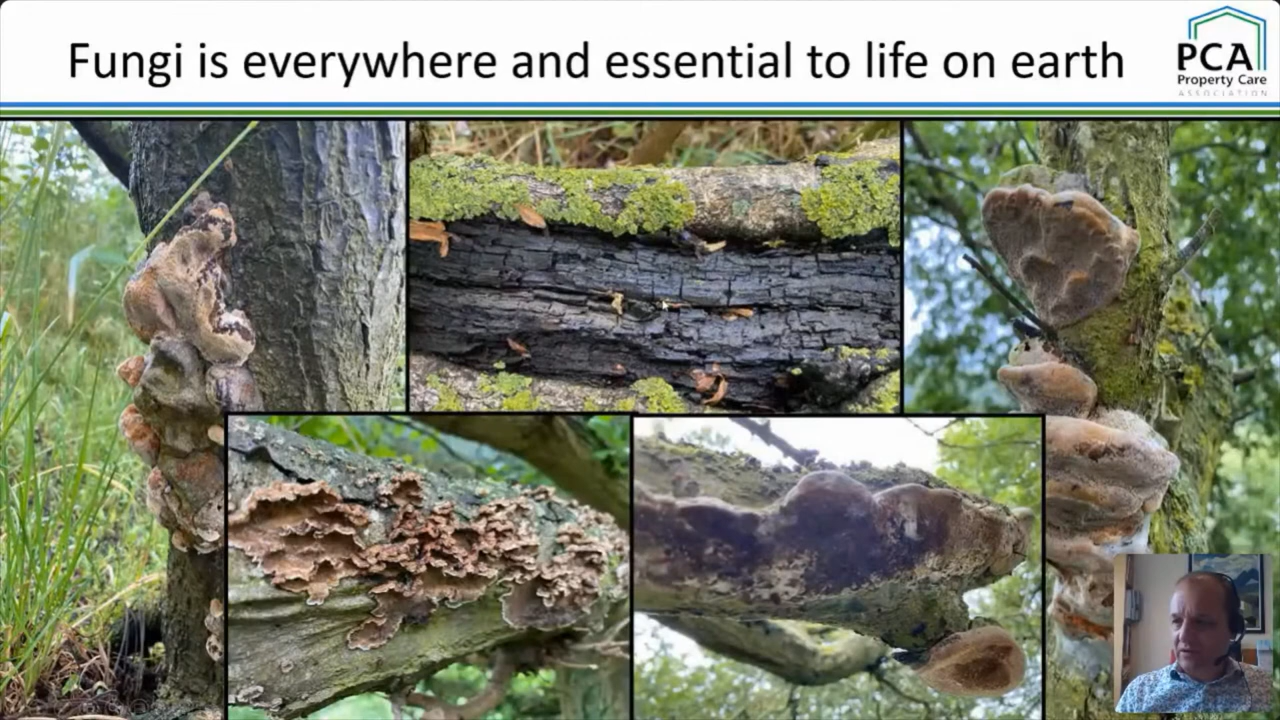 Fungi is everywhere and essential to life on earth
PCA
Property Care
ASSOCIATION